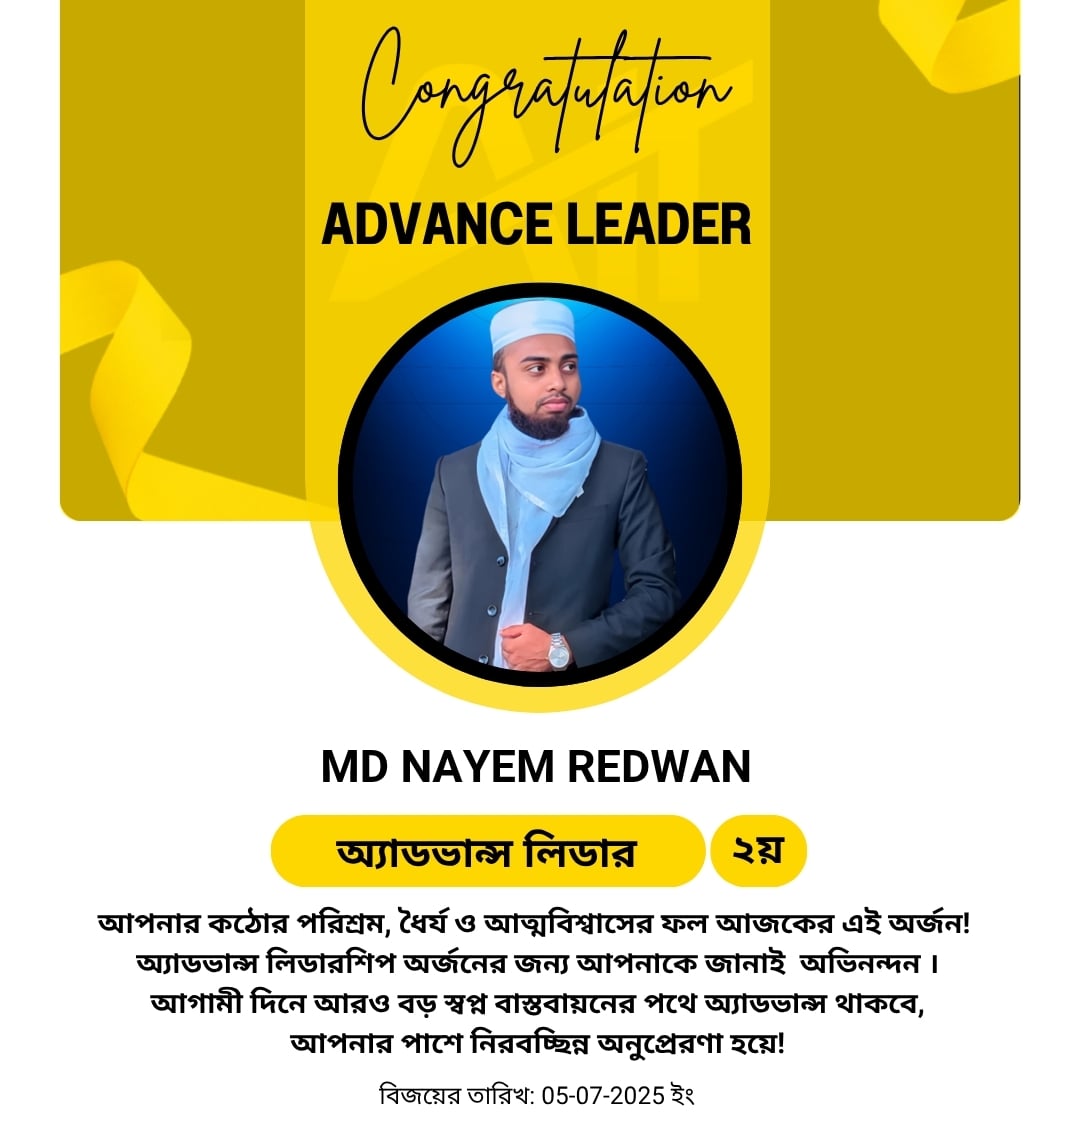 Congratulation
ADVANCE LEADER
MD NAYEM REDWAN
অ্যাডভান্স লিডার ২য়
আপনার কঠোর পরিশ্রম, ধৈর্য ও আত্মবিশ্বাসের ফল আজকের এই অর্জন!
অ্যাডভান্স লিডারশিপ অর্জনের জন্য আপনাকে জানাই অভিনন্দন ।
আগামী দিনে আরও বড় স্বপ্ন বাস্তবায়নের পথে অ্যাডভান্স থাকবে,
আপনার পাশে নিরবচ্ছিন্ন অনুপ্রেরণা হয়ে!
বিজয়ের তারিখ: 05-07-2025 ইং